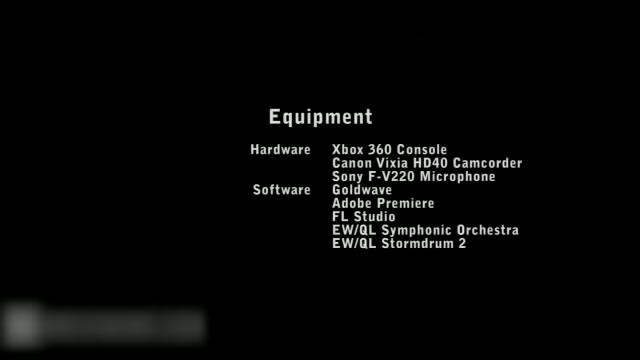 Equipment
Hardware Xbox 360 Console
Canon Vixia HD40 Camcorder
Sony F-V220 Microphone
Software Goldwave
Adobe Premiere
FL Studio
EW/QL Symphonic Orchestra
EW/QL Stormdrum 2